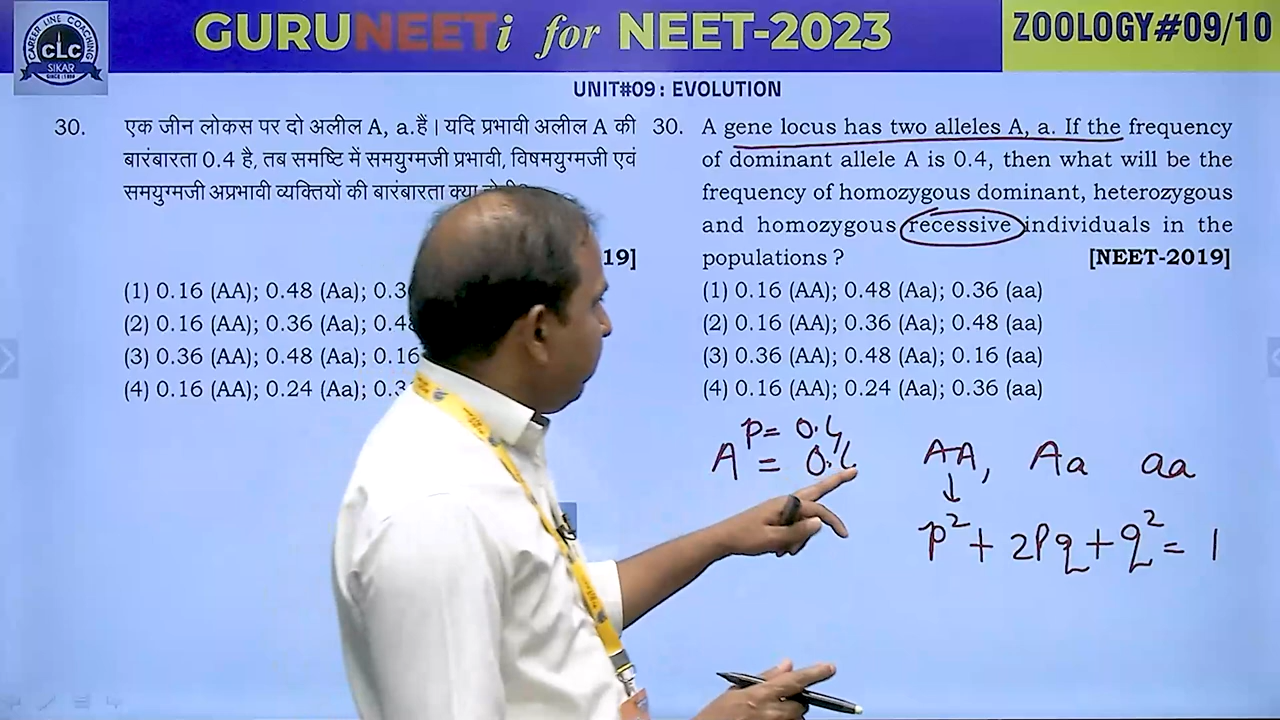 CAREER LINE COACHING
CLC
SIKAR
SINCE : 1996
GURUNEETi for NEET-2023
ZOOLOGY#09/10
UNIT#09 : EVOLUTION
30. एक जीन लोकस पर दो अलील A, a.हैं। यदि प्रभावी अलील A की
बारंबारता 0.4 है, तब समष्टि में समयुग्मजी प्रभावी, विषमयुग्मजी एवं
समयुग्मजी अप्रभावी व्यक्तियों की बारंबारता क्या
19]
(1) 0.16 (AA); 0.48 (Aa); 0.3
(2) 0.16 (AA); 0.36 (Aa); 0.48
(3) 0.36 (AA); 0.48 (Aa); 0.16
(4) 0.16 (AA); 0.24 (Aa); 0.3
30. A gene locus has two alleles A, a. If the frequency
of dominant allele A is 0.4, then what will be the
frequency of homozygous dominant, heterozygous
and homozygous recessive individuals in the
populations ? [NEET-2019]
(1) 0.16 (AA); 0.48 (Aa); 0.36 (aa)
(2) 0.16 (AA); 0.36 (Aa); 0.48 (aa)
(3) 0.36 (AA); 0.48 (Aa); 0.16 (aa)
(4) 0.16 (AA); 0.24 (Aa); 0.36 (aa)
p = 0.4
A = 0.4
AA, Aa aa
p² + 2pq + q² = 1